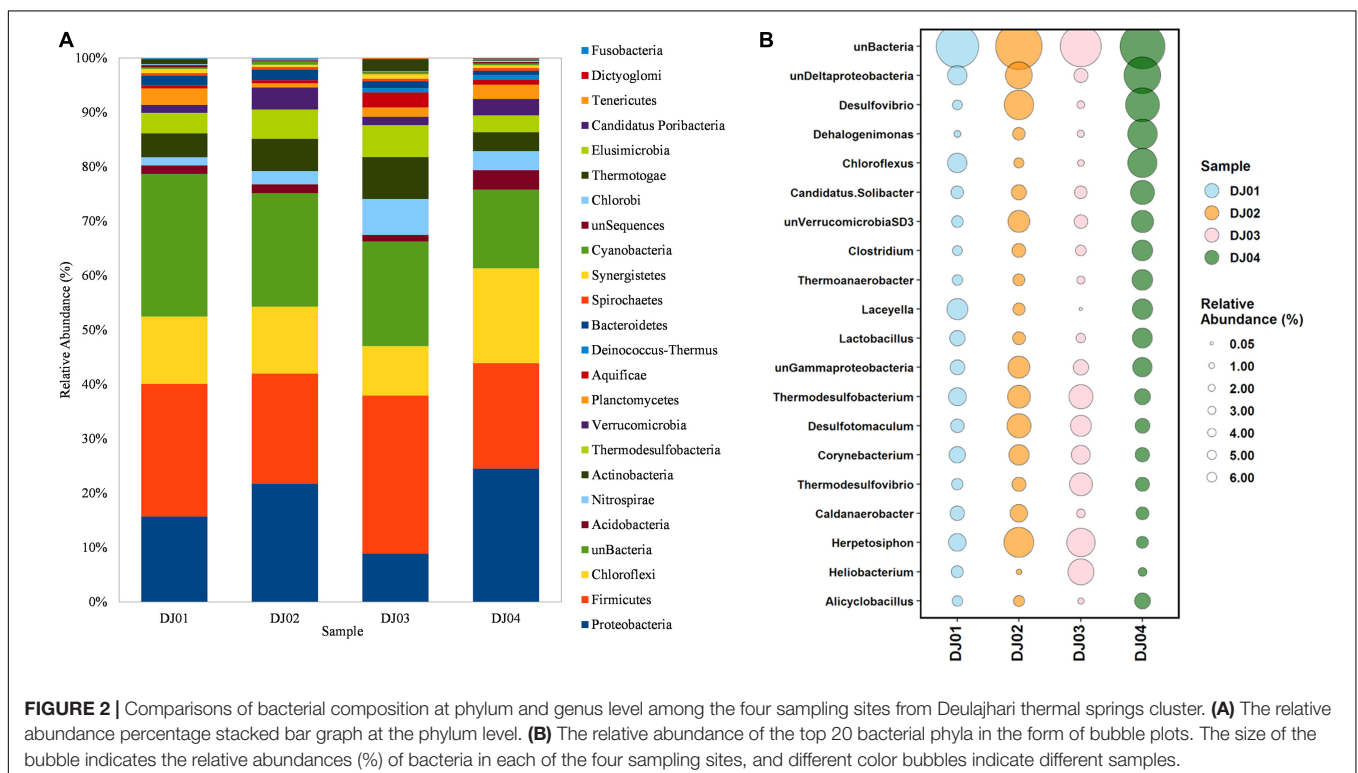 A
100%
90%
80%
70%
60%
50%
40%
30%
20%
10%
0%
Relative Abundance (%)
DJ01 DJ02 DJ03 DJ04
Sample
Fusobacteria
Dictyoglomi
Tenericutes
Candidatus Poribacteria
Elusimicrobia
Thermotogae
Chlorobi
unSequences
Cyanobacteria
Synergistetes
Spirochaetes
Bacteroidetes
Deinococcus-Thermus
Aquificae
Planctomycetes
Verrucomicrobia
Thermodesulfobacteria
Actinobacteria
Nitrospirae
Acidobacteria
unBacteria
Chloroflexi
Firmicutes
Proteobacteria
B
unBacteria
unDeltaproteobacteria
Desulfovibrio
Dehalogenimonas
Chloroflexus
Candidatus.Solibacter
unVerrucomicrobiaSD3
Clostridium
Thermoanaerobacter
Laceyella
Lactobacillus
unGammaproteobacteria
Thermodesulfobacterium
Desulfotomaculum
Corynebacterium
Thermodesulfovibrio
Caldanaerobacter
Herpetosiphon
Heliobacterium
Alicyclobacillus
DJ01 DJ02 DJ03 DJ04
Sample
DJ01
DJ02
DJ03
DJ04
Relative
Abundance (%)
0.05
1.00
2.00
3.00
4.00
5.00
6.00
FIGURE 2 | Comparisons of bacterial composition at phylum and genus level among the four sampling sites from Deulajhari thermal springs cluster. (A) The relative
abundance percentage stacked bar graph at the phylum level. (B) The relative abundance of the top 20 bacterial phyla in the form of bubble plots. The size of the
bubble indicates the relative abundances (%) of bacteria in each of the four sampling sites, and different color bubbles indicate different samples.